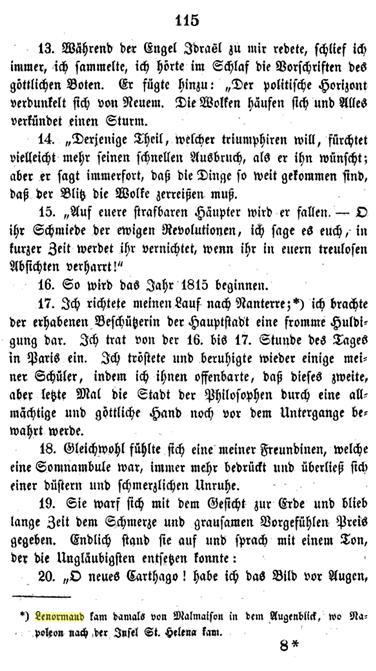 115
13. Während der Engel Idraël zu mir redete, schlief ich
immer, ich sammelte, ich hörte im Schlaf die Vorschriften des
göttlichen Boten. Er fügte hinzu: „Der politische Horizont
verdunkelt sich von Neuem. Die Wolken häufen sich und Alles
verkündet einen Sturm.
14. „Derjenige Theil, welcher triumphiren will, fürchtet
vielleicht mehr seinen schnellen Ausbruch, als er ihn wünscht;
aber er sagt immerfort, daß die Dinge so weit gekommen sind,
daß der Blitz die Wolke zerreißen muß.
15. „Auf euere strafbaren Häupter wird er fallen. — O
ihr Schmiede der ewigen Revolutionen, ich sage es euch, in
kurzer Zeit werdet ihr vernichtet, wenn ihr in euern treulosen
Absichten verharrt!"
16. So wird das Jahr 1815 beginnen.
17. Ich richtete meinen Lauf nach Nanterre;*) ich brachte
der erhabenen Beschützerin der Hauptstadt eine fromme Huldi-
gung dar. Ich trat von der 16. bis 17. Stunde des Tages
in Paris ein. Ich tröstete und beruhigte wieder einige mei-
ner Schüler, indem ich ihnen offenbarte, daß dieses zweite,
aber letzte Mal die Stadt der Philosophen durch eine all-
mächtige und göttliche Hand noch vor dem Untergange be-
wahrt werde.
18. Gleichwohl fühlte sich eine meiner Freundinen, welche
eine Somnambule war, immer mehr bedrückt und überließ sich
einer düstern und schmerzlichen Unruhe.
19. Sie warf sich mit dem Gesicht zur Erde und blieb
lange Zeit dem Schmerze und grausamen Vorgefühlen Preis
gegeben. Endlich stand sie auf und sprach mit einem Ton,
der die Ungläubigsten entsetzen konnte:
20. „O neues Carthago! habe ich das Bild vor Augen,
*) Lenormand kam damals von Malmaison in dem Augenblick, wo Na-
poleon nach der Insel St. Helena kam.
8*